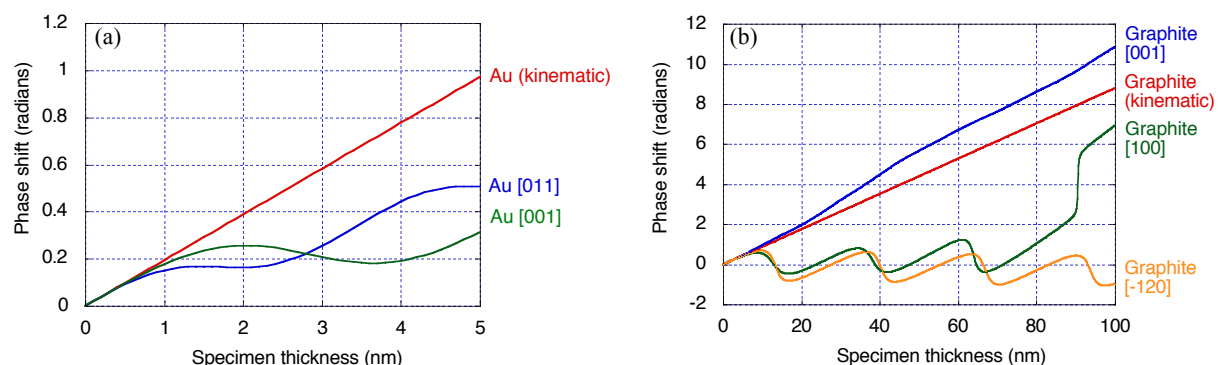 (a)
Phase shift (radians)
1.2
1
0.8
0.6
0.4
0.2
0
0
1
2
3
4
5
Specimen thickness (nm)
Au (kinematic)
Au [011]
Au [001]
(b)
Phase shift (radians)
12
10
8
6
4
2
0
-2
0
20
40
60
80
100
Specimen thickness (nm)
Graphite
[001]
Graphite
(kinematic)
Graphite
[100]
Graphite
[-120]